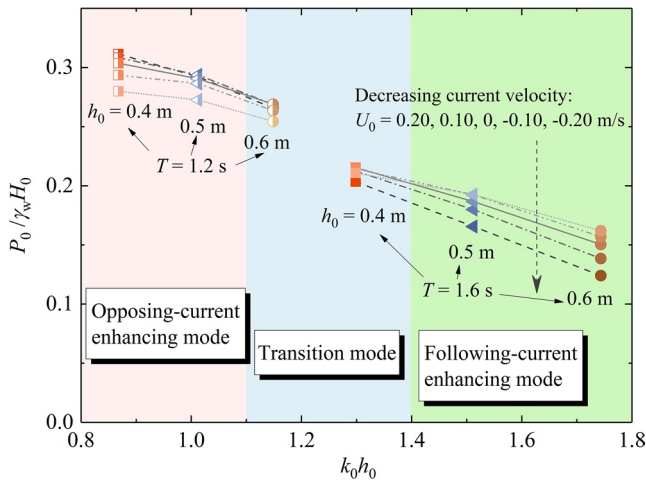 0.3
0.2
0.1
0.0
P₀/γwH₀
h₀ = 0.4 m
0.5 m
0.6 m
T = 1.2 s
Decreasing current velocity:
U₀ = 0.20, 0.10, 0, -0.10, -0.20 m/s
h₀ = 0.4 m
0.5 m
0.6 m
T = 1.6 s
Opposing-current
enhancing mode
Transition mode
Following-current
enhancing mode
0.8 1.0 1.2 1.4 1.6 1.8
k₀h₀